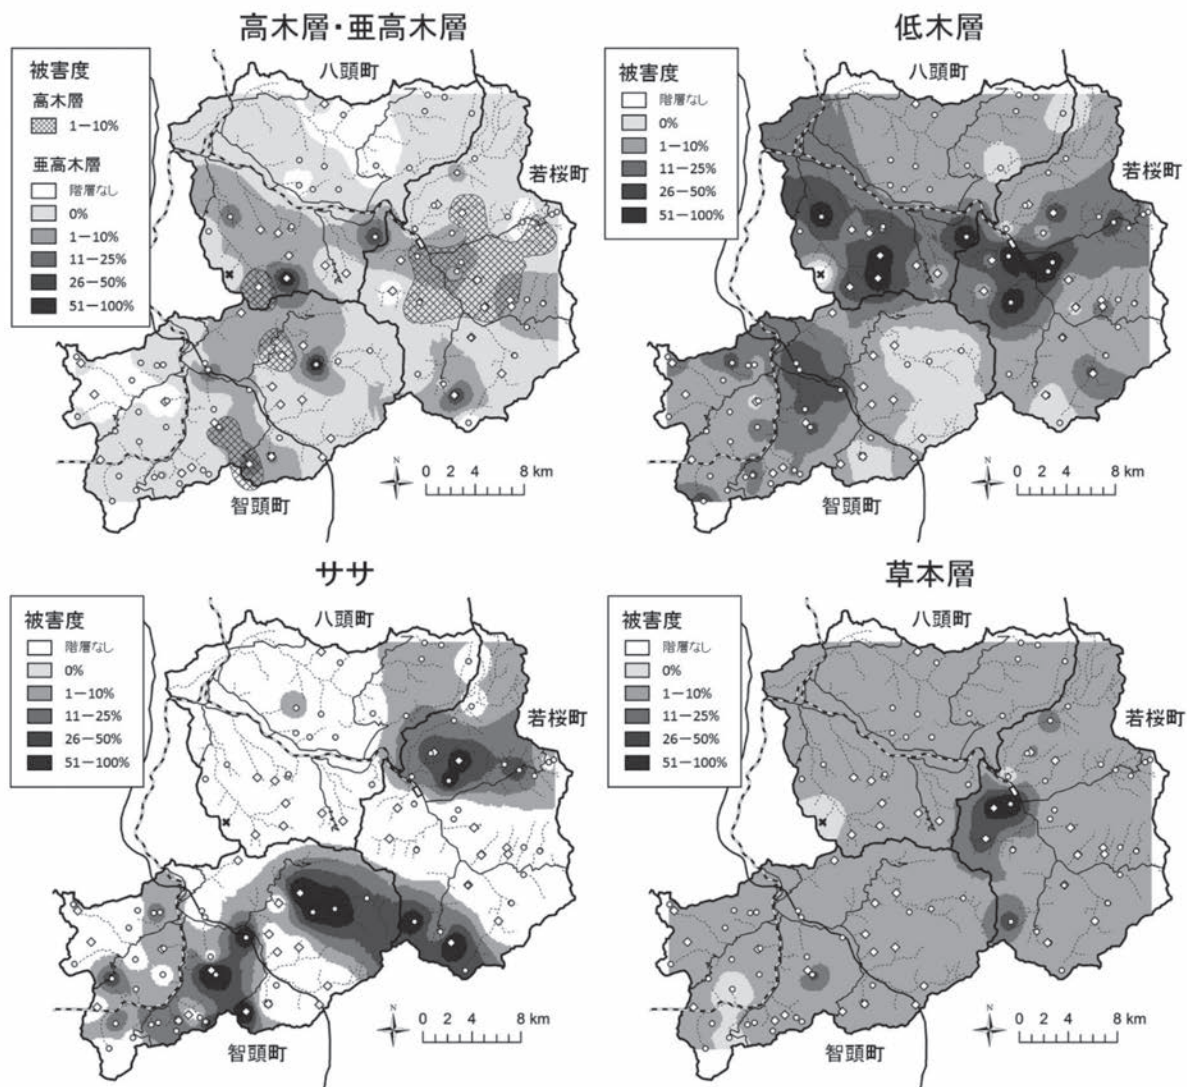 高木層・亜高木層
被害度
高木層
1－10%
亜高木層
階層なし
0%
1－10%
11－25%
26－50%
51－100%
八頭町
若桜町
智頭町
N
0 2 4 8 km
低木層
被害度
階層なし
0%
1－10%
11－25%
26－50%
51－100%
八頭町
若桜町
智頭町
N
0 2 4 8 km
ササ
被害度
階層なし
0%
1－10%
11－25%
26－50%
51－100%
八頭町
若桜町
智頭町
N
0 2 4 8 km
草本層
被害度
階層なし
0%
1－10%
11－25%
26－50%
51－100%
八頭町
若桜町
智頭町
N
0 2 4 8 km